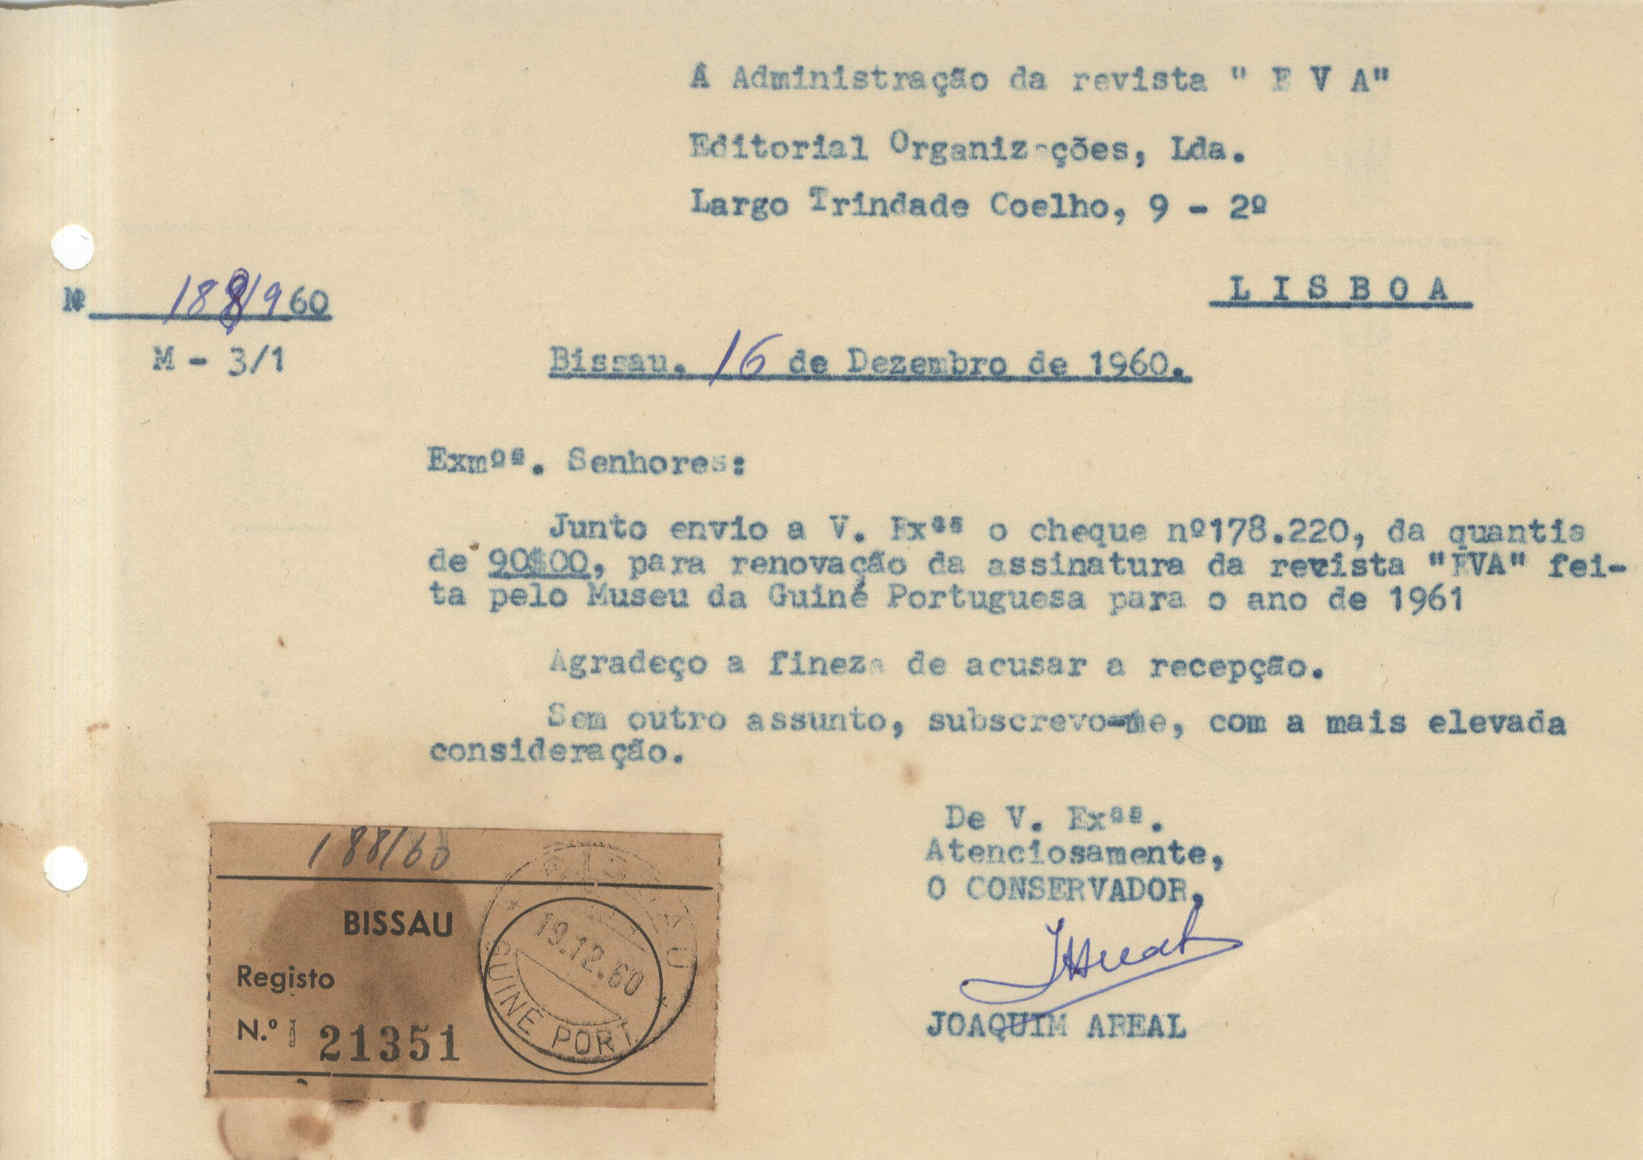 Á Administração da revista " E V A"
Editorial Organizações, Lda.
Largo Trindade Coelho, 9 - 2º
L I S B O A
Nº 188/960
M - 3/1
Bissau. 16 de Dezembro de 1960.
Exmºs. Senhores:
Junto envio a V. Exªs o cheque nº178.220, da quantia
de 90$00, para renovação da assinatura da revista "EVA" fei-
ta pelo Museu da Guiné Portuguesa para o ano de 1961
Agradeço a fineza de acusar a recepção.
Sem outro assunto, subscrevo-me, com a mais elevada
consideração.
De V. Exªs.
Atenciosamente,
O CONSERVADOR,
JAreal
JOAQUIM AREAL
188/60
BISSAU
Registo
N.º 21351
BISSAU
19.12.60
GUINÉ PORT.